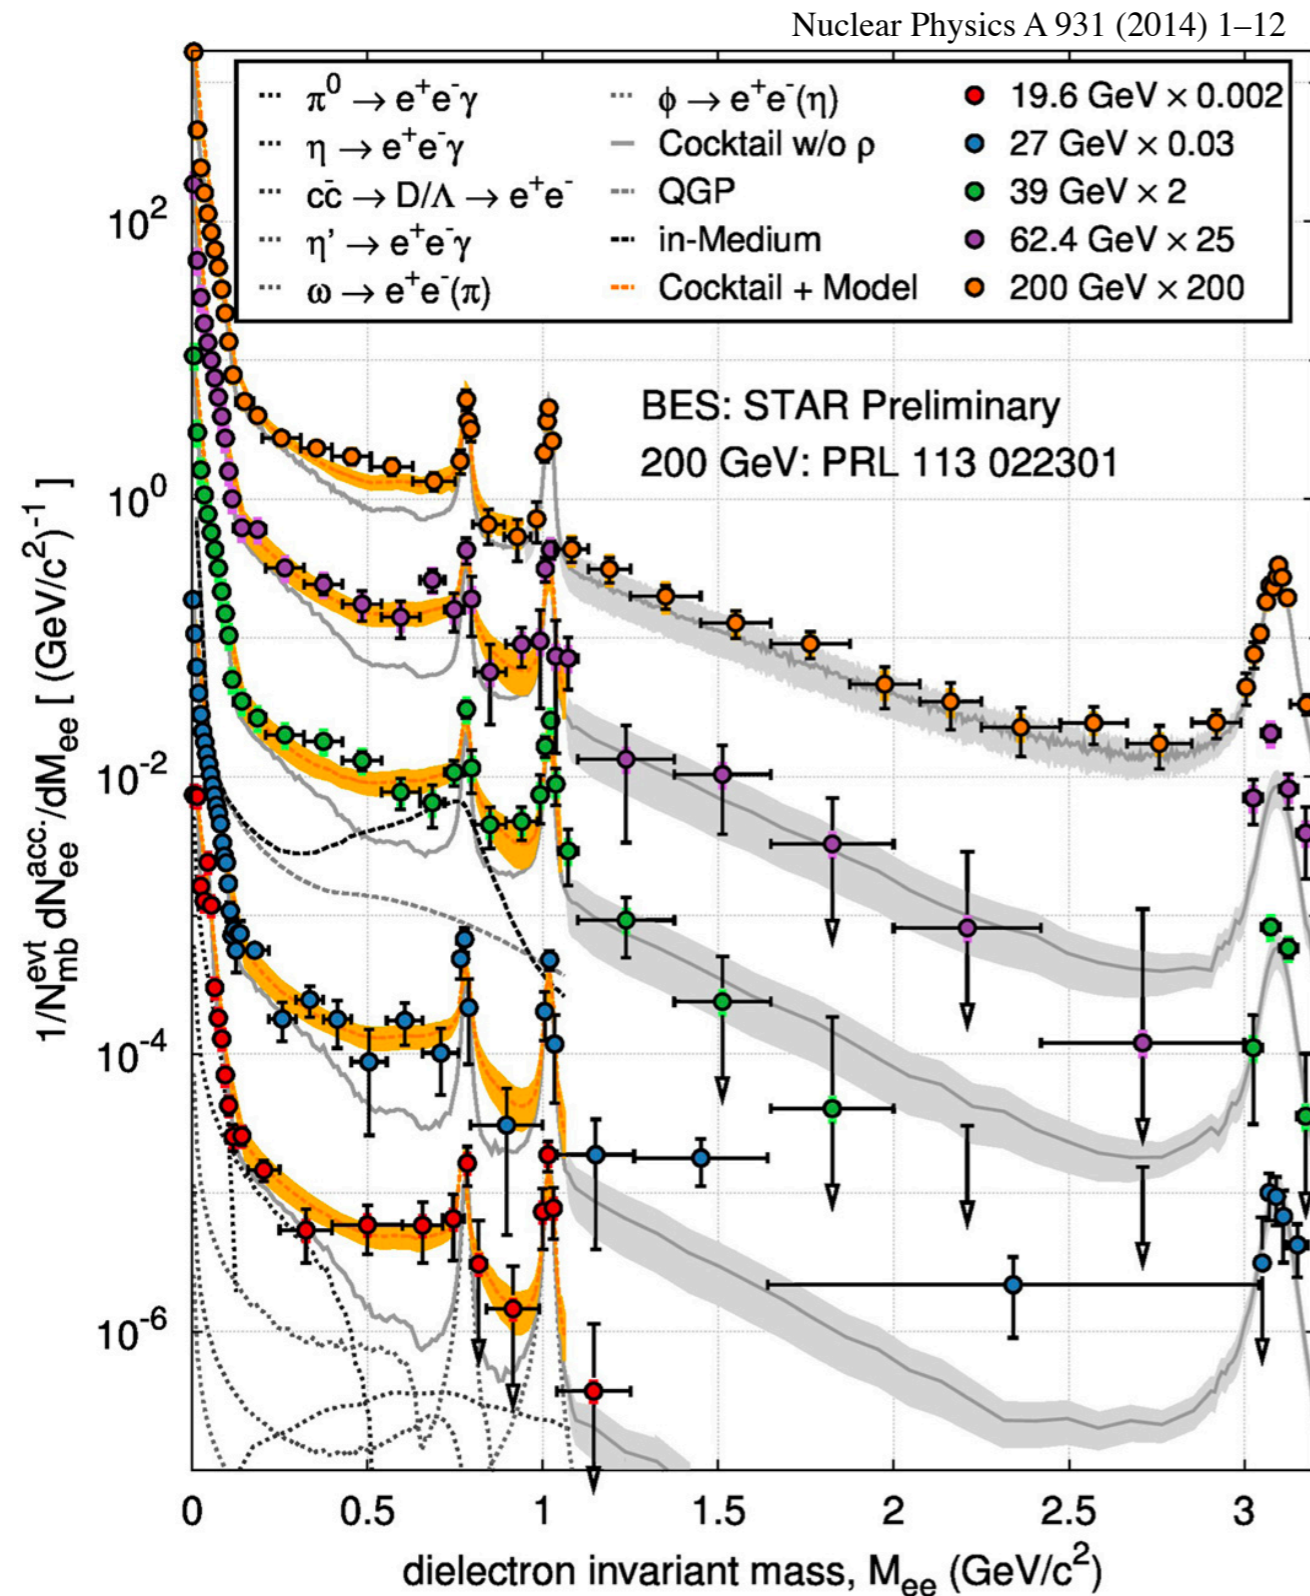 Nuclear Physics A 931 (2014) 1–12
π⁰ → e⁺e⁻γ
η → e⁺e⁻γ
cc̄ → D/Λ → e⁺e⁻
η' → e⁺e⁻γ
ω → e⁺e⁻(π)
φ → e⁺e⁻(η)
Cocktail w/o ρ
QGP
in-Medium
Cocktail + Model
19.6 GeV × 0.002
27 GeV × 0.03
39 GeV × 2
62.4 GeV × 25
200 GeV × 200
BES: STAR Preliminary
200 GeV: PRL 113 022301
1/N_mb^evt dN_ee^acc./dM_ee [ (GeV/c²)⁻¹ ]
10²
10⁰
10⁻²
10⁻⁴
10⁻⁶
0 0.5 1 1.5 2 2.5 3
dielectron invariant mass, M_ee (GeV/c²)